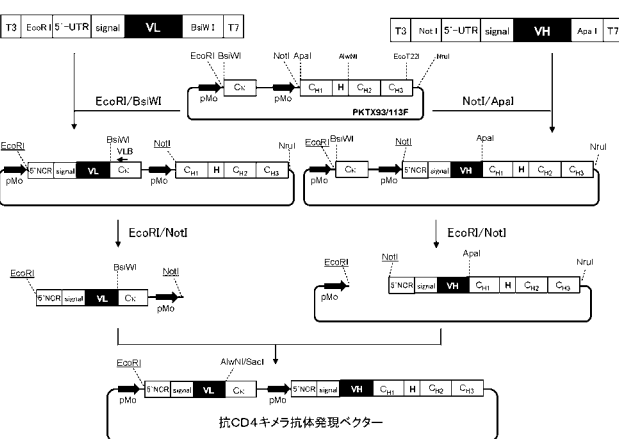 T3 EcoR I 5´-UTR signal VL BsiW I T7
T3 Not I 5´-UTR signal VH Apa I T7
EcoRI BsiWI NotI ApaI AlwNI EcoT22I NruI
pMo Cκ pMo CH1 H CH2 CH3
PKTX93/113F
EcoRI/BsiWI
NotI/ApaI
EcoRI BsiWI VLB NotI NruI
pMo 5´NCR signal VL Cκ pMo CH1 H CH2 CH3
EcoRI BsiWI NotI ApaI NruI
pMo Cκ pMo 5´NCR signal VH CH1 H CH2 CH3
EcoRI/NotI
EcoRI/NotI
EcoRI BsiWI NotI
5´NCR signal VL Cκ pMo
EcoRI NotI ApaI NruI
pMo 5´NCR signal VH CH1 H CH2 CH3
EcoRI AlwNI/SacI
pMo 5´NCR signal VL Cκ pMo 5´NCR signal VH CH1 H CH2 CH3
抗CD4キメラ抗体発現ベクター